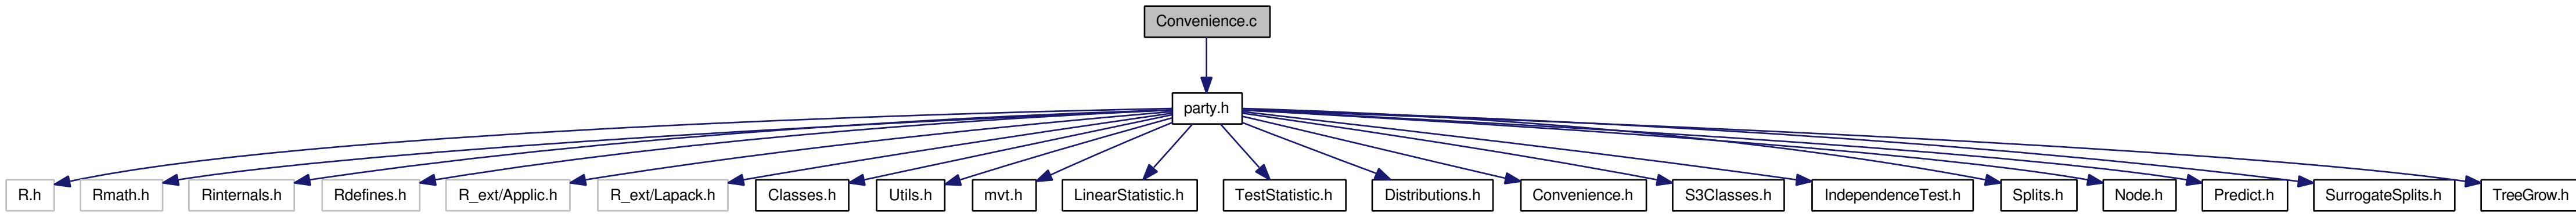 Convenience.c
party.h
R.h
Rmath.h
Rinternals.h
Rdefines.h
R_ext/Applic.h
R_ext/Lapack.h
Classes.h
Utils.h
mvt.h
LinearStatistic.h
TestStatistic.h
Distributions.h
Convenience.h
S3Classes.h
IndependenceTest.h
Splits.h
Node.h
Predict.h
SurrogateSplits.h
TreeGrow.h